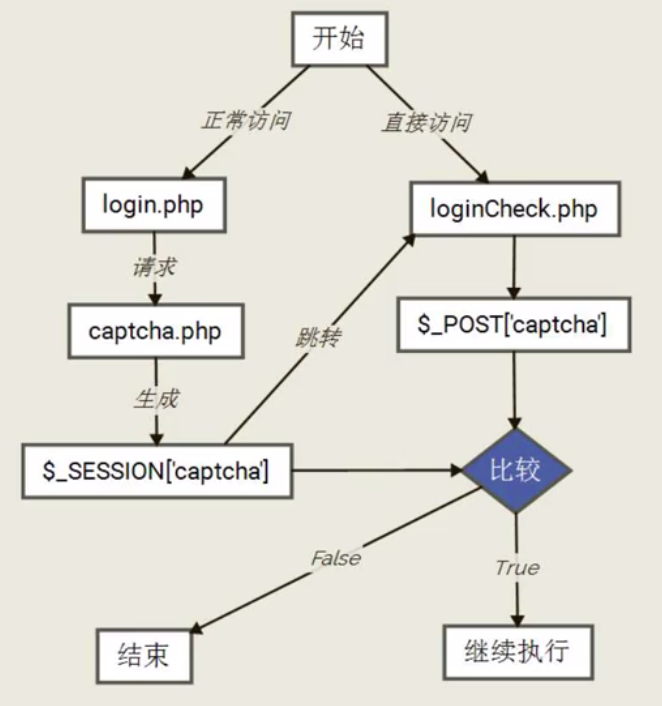 开始
正常访问
直接访问
login.php
loginCheck.php
请求
captcha.php
$_POST['captcha']
跳转
生成
$_SESSION['captcha']
比较
False
True
结束
继续执行